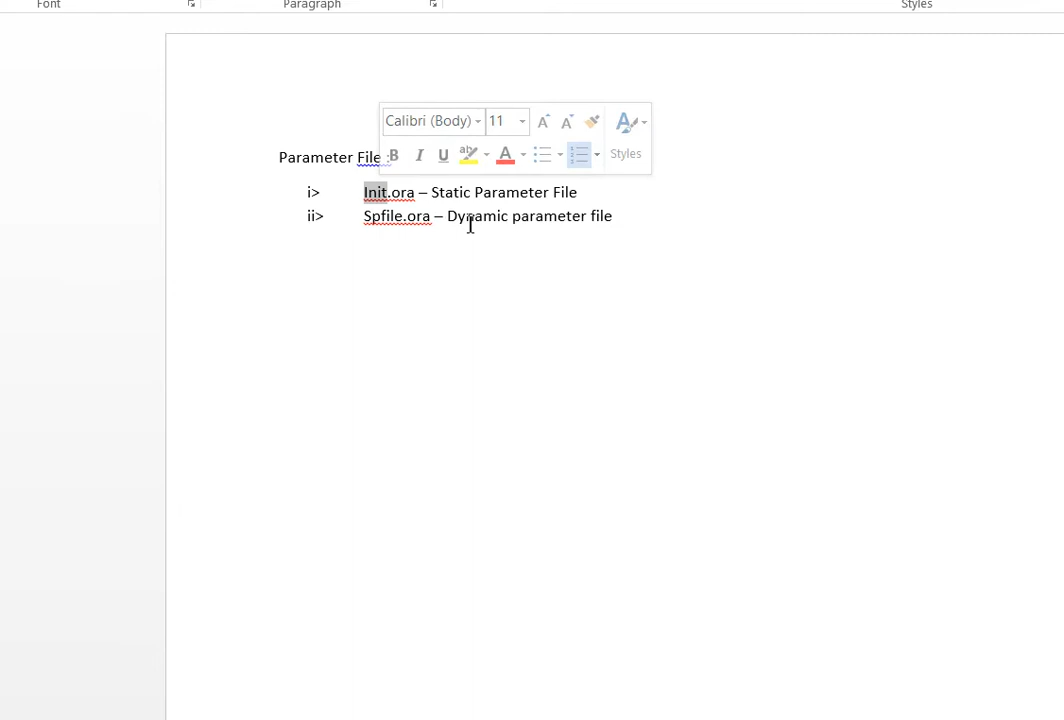 Font Paragraph Styles
Calibri (Body) 11 A A A
Parameter File : B I U ab A Styles
i> Init.ora – Static Parameter File
ii> Spfile.ora – Dynamic parameter file